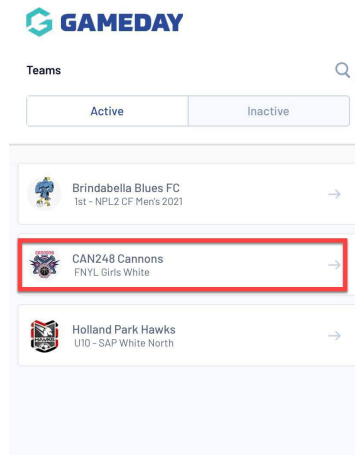 GAMEDAY
Teams
Active
Inactive
Brindabella Blues FC
1st - NPL2 CF Men's 2021
CAN248 Cannons
FNYL Girls White
Holland Park Hawks
U10 - SAP White North